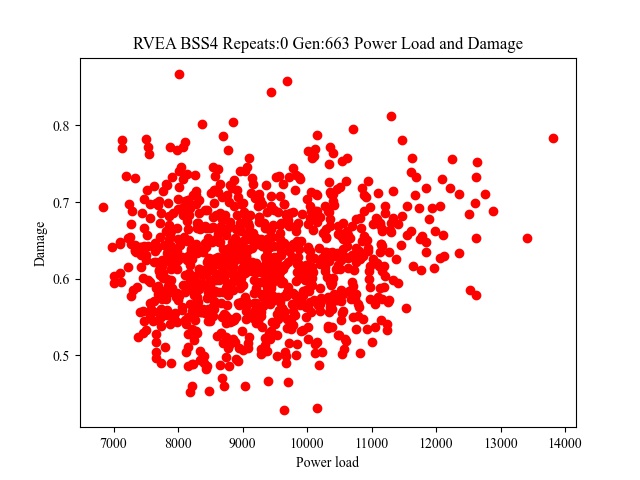 RVEA BSS4 Repeats:0 Gen:663 Power Load and Damage
0.8
0.7
0.6
0.5
Damage
7000 8000 9000 10000 11000 12000 13000 14000
Power load